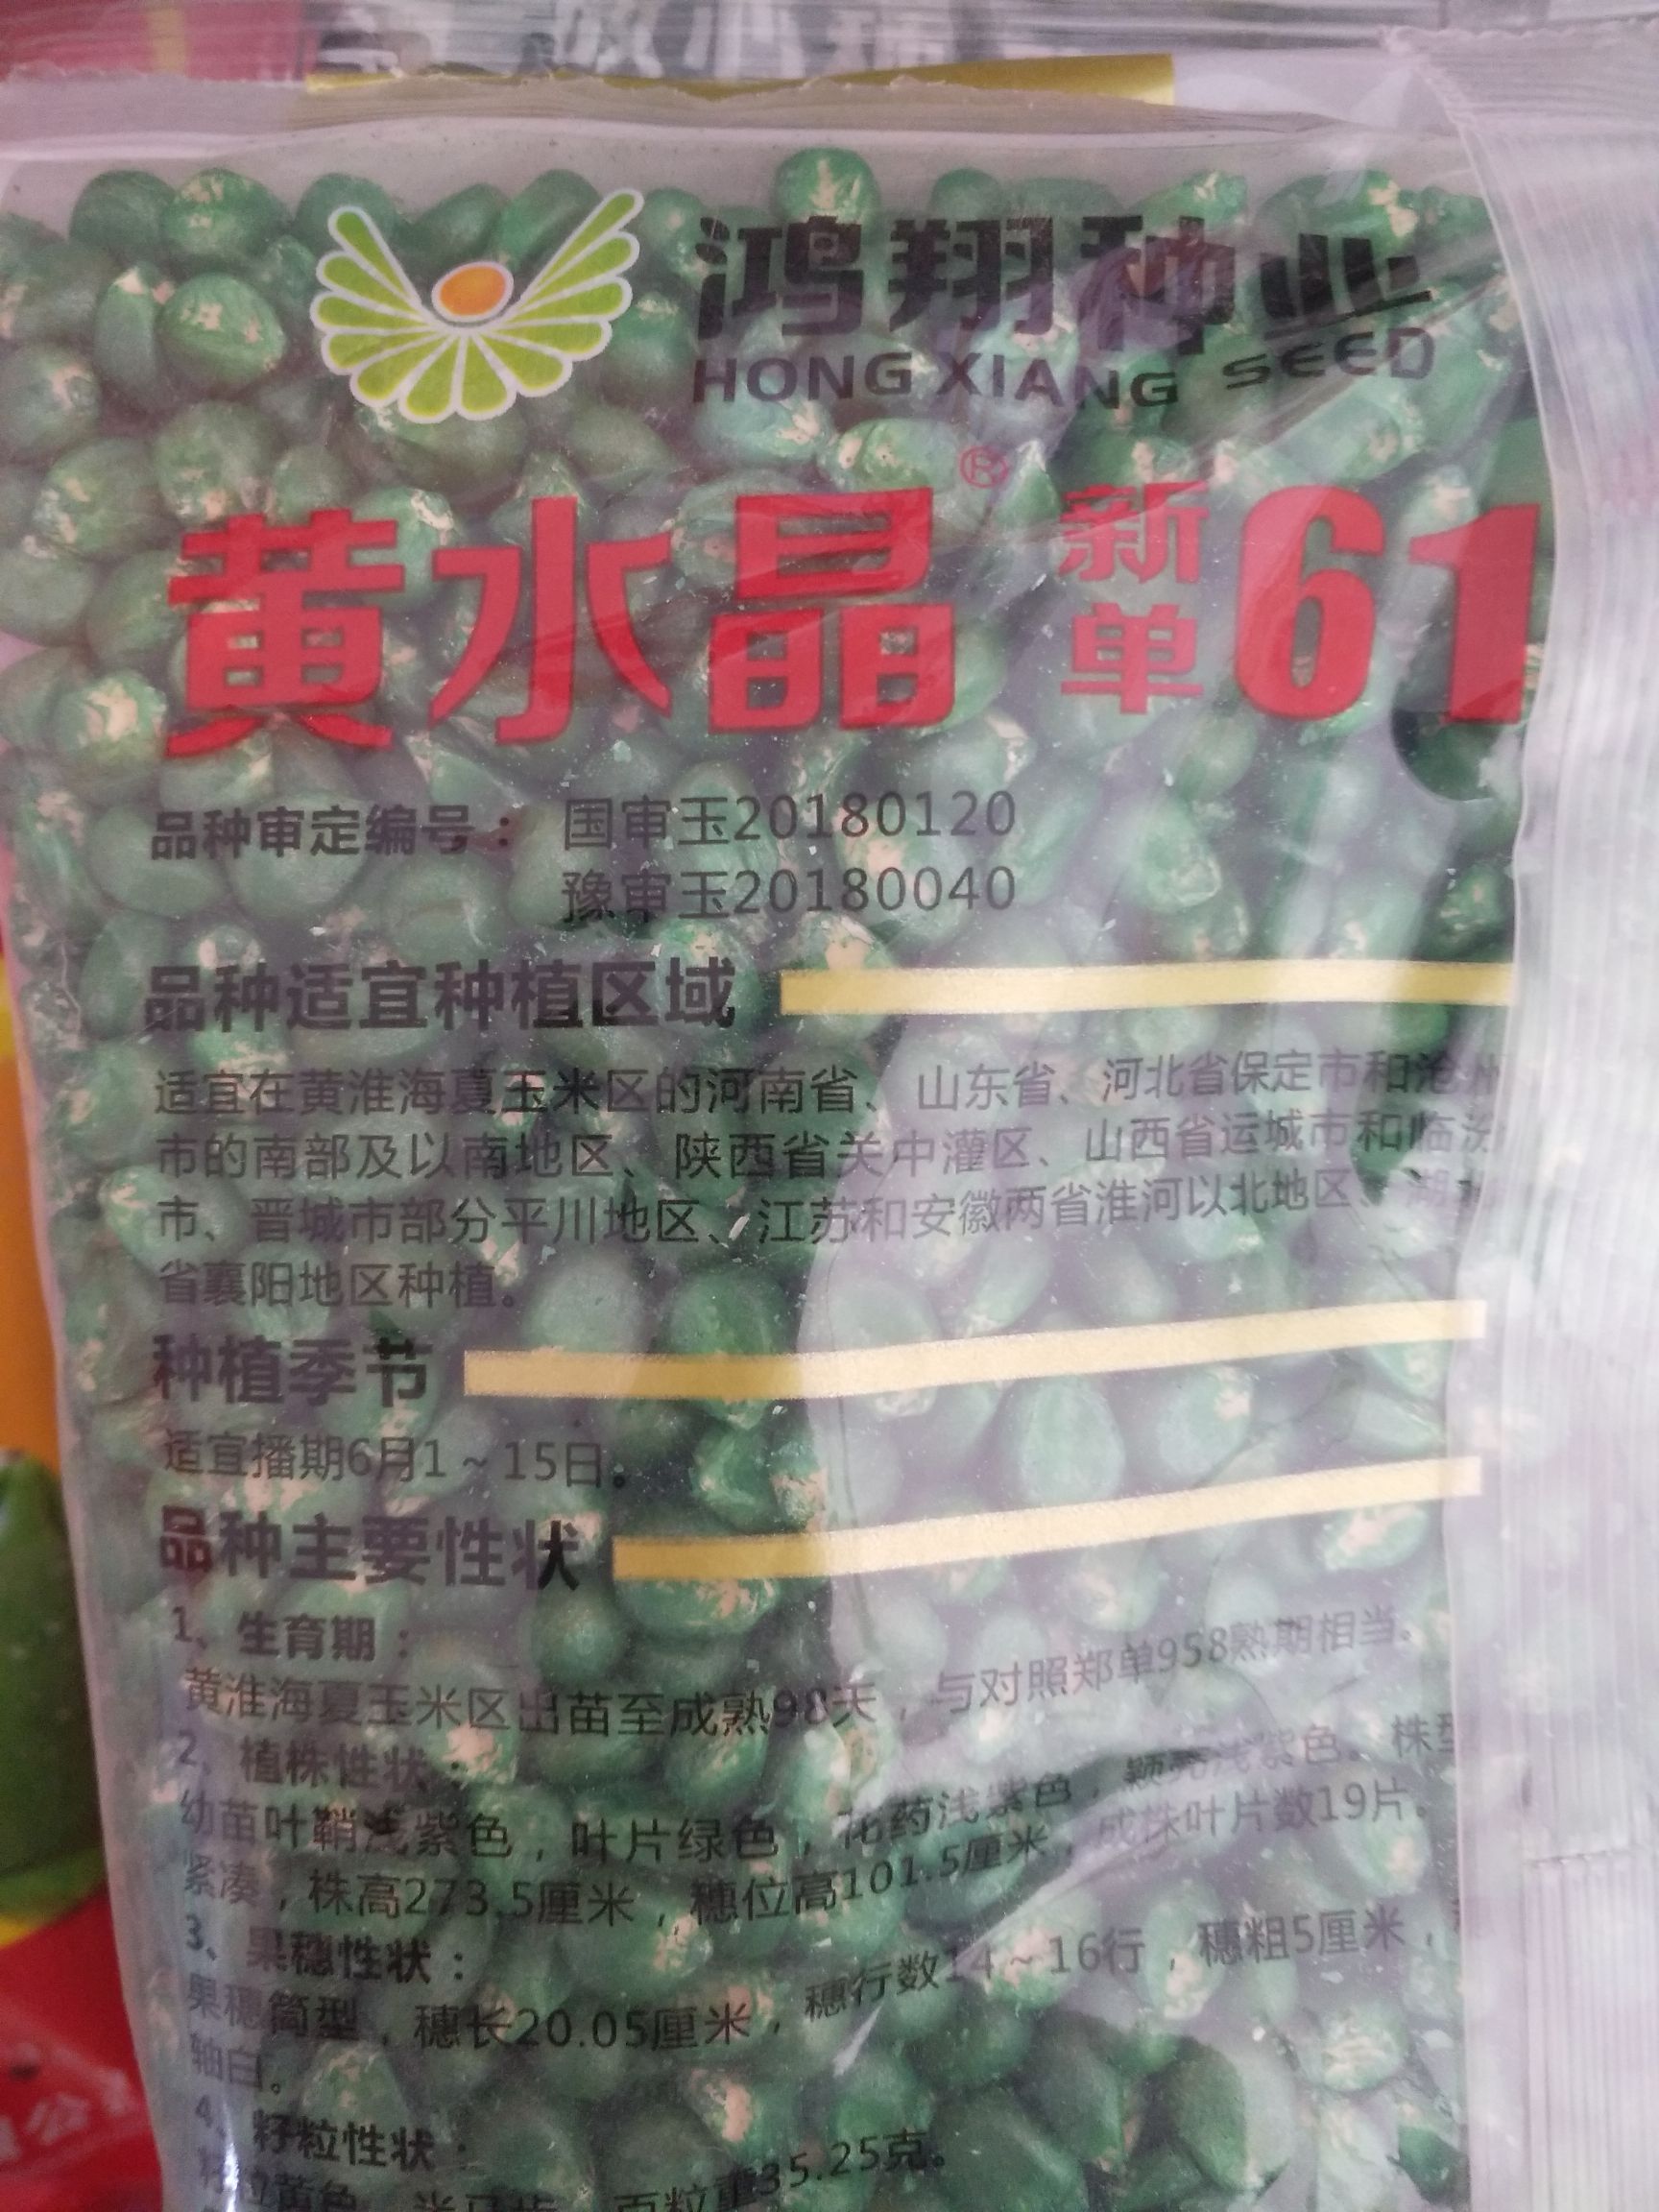 鸿翔种业
HONG XIANG SEED
黄水晶® 新单61
品种审定编号： 国审玉20180120
豫审玉20180040
品种适宜种植区域
适宜在黄淮海夏玉米区的河南省、山东省、河北省保定市和沧州
市的南部及以南地区、陕西省关中灌区、山西省运城市和临汾
市、晋城市部分平川地区、江苏和安徽两省淮河以北地区、湖北
省襄阳地区种植。
种植季节
适宜播期6月1～15日。
品种主要性状
1、生育期：
黄淮海夏玉米区出苗至成熟98天，与对照郑单958熟期相当。
2、植株性状：
幼苗叶鞘浅紫色，叶片绿色，花药浅紫色，颖壳浅紫色。株型
紧凑，株高273.5厘米，穗位高101.5厘米，成株叶片数19片。
3、果穗性状：
果穗筒型，穗长20.05厘米，穗行数14～16行，穗粗5厘米，
轴白。
4、籽粒性状：
籽粒黄色、半马齿，百粒重35.25克。